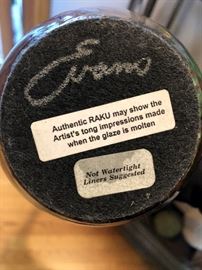 Evans
Authentic RAKU may show the
Artist's tong impressions made
when the glaze is molten
Not Watertight
Liners Suggested